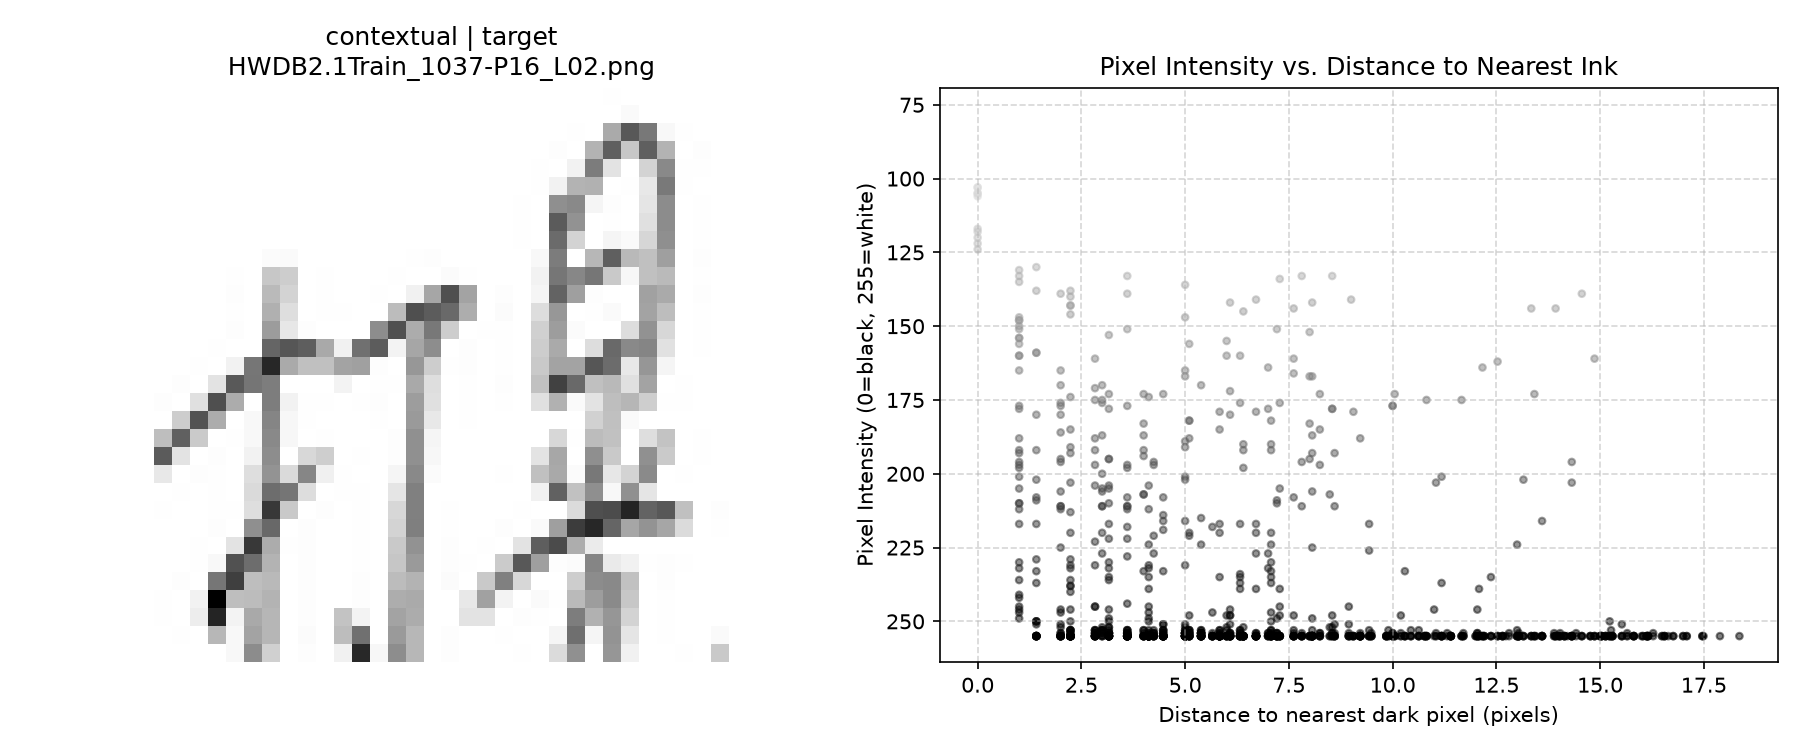 contextual | target
HWDB2.1Train_1037-P16_L02.png
Pixel Intensity vs. Distance to Nearest Ink
Pixel Intensity (0=black, 255=white)
75
100
125
150
175
200
225
250
0.0 2.5 5.0 7.5 10.0 12.5 15.0 17.5
Distance to nearest dark pixel (pixels)